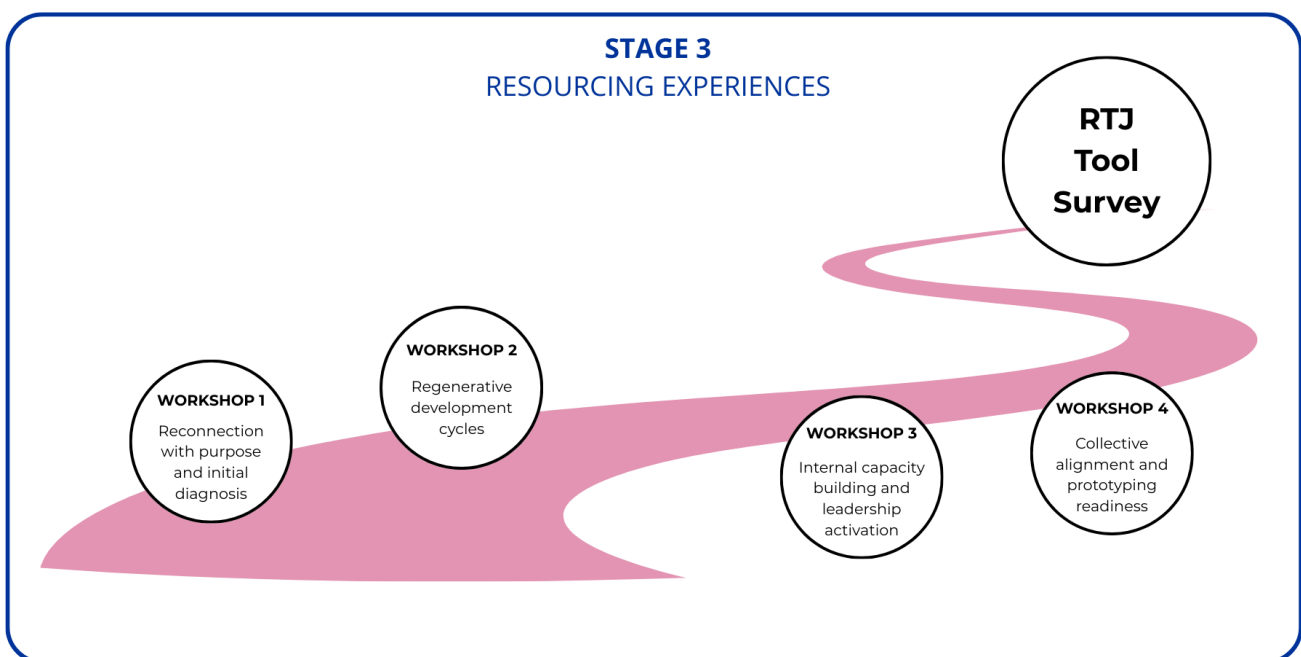 STAGE 3
RESOURCING EXPERIENCES
RTJ
Tool
Survey
WORKSHOP 1
Reconnection
with purpose
and initial
diagnosis
WORKSHOP 2
Regenerative
development
cycles
WORKSHOP 3
Internal capacity
building and
leadership
activation
WORKSHOP 4
Collective
alignment and
prototyping
readiness